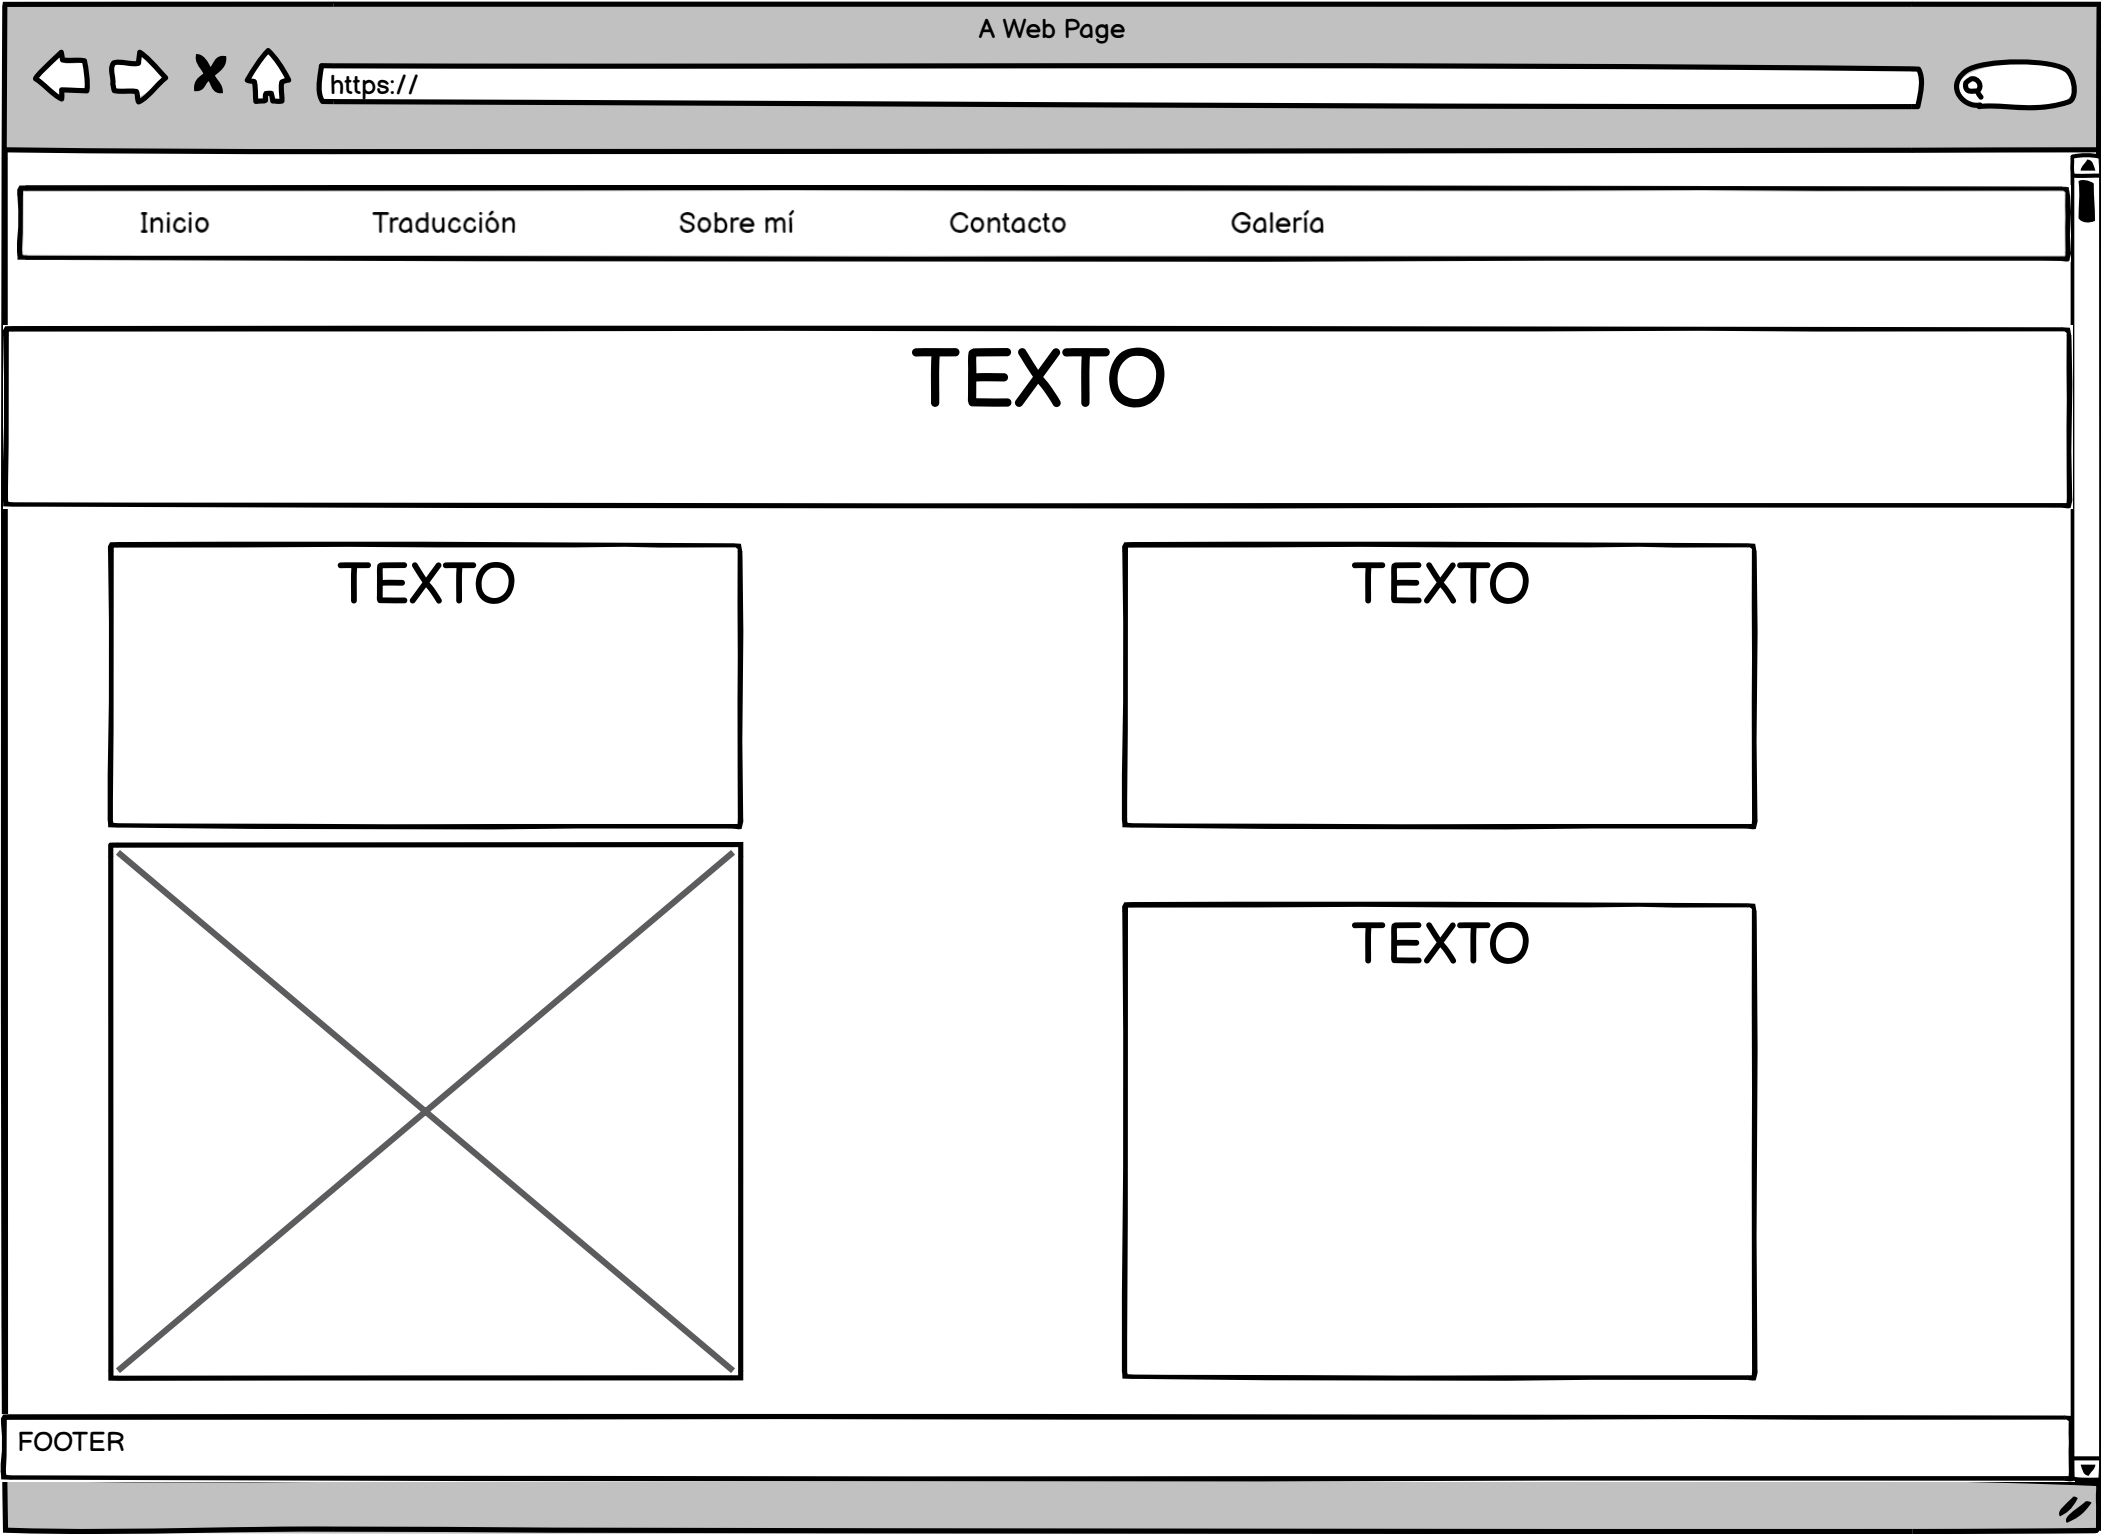 A Web Page
https://
Inicio Traducción Sobre mí Contacto Galería
TEXTO
TEXTO TEXTO
TEXTO
FOOTER